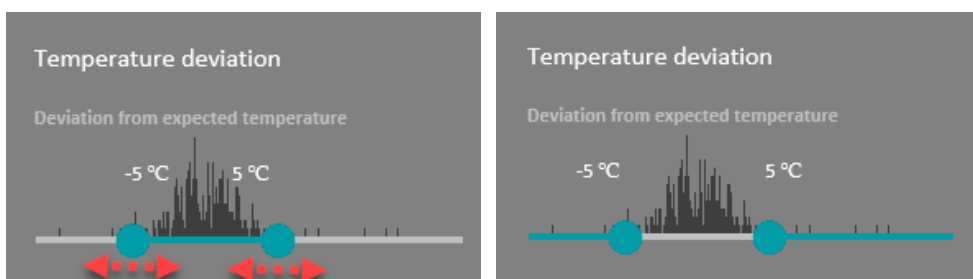 Temperature deviation
Deviation from expected temperature
-5 °C 5 °C
Temperature deviation
Deviation from expected temperature
-5 °C 5 °C